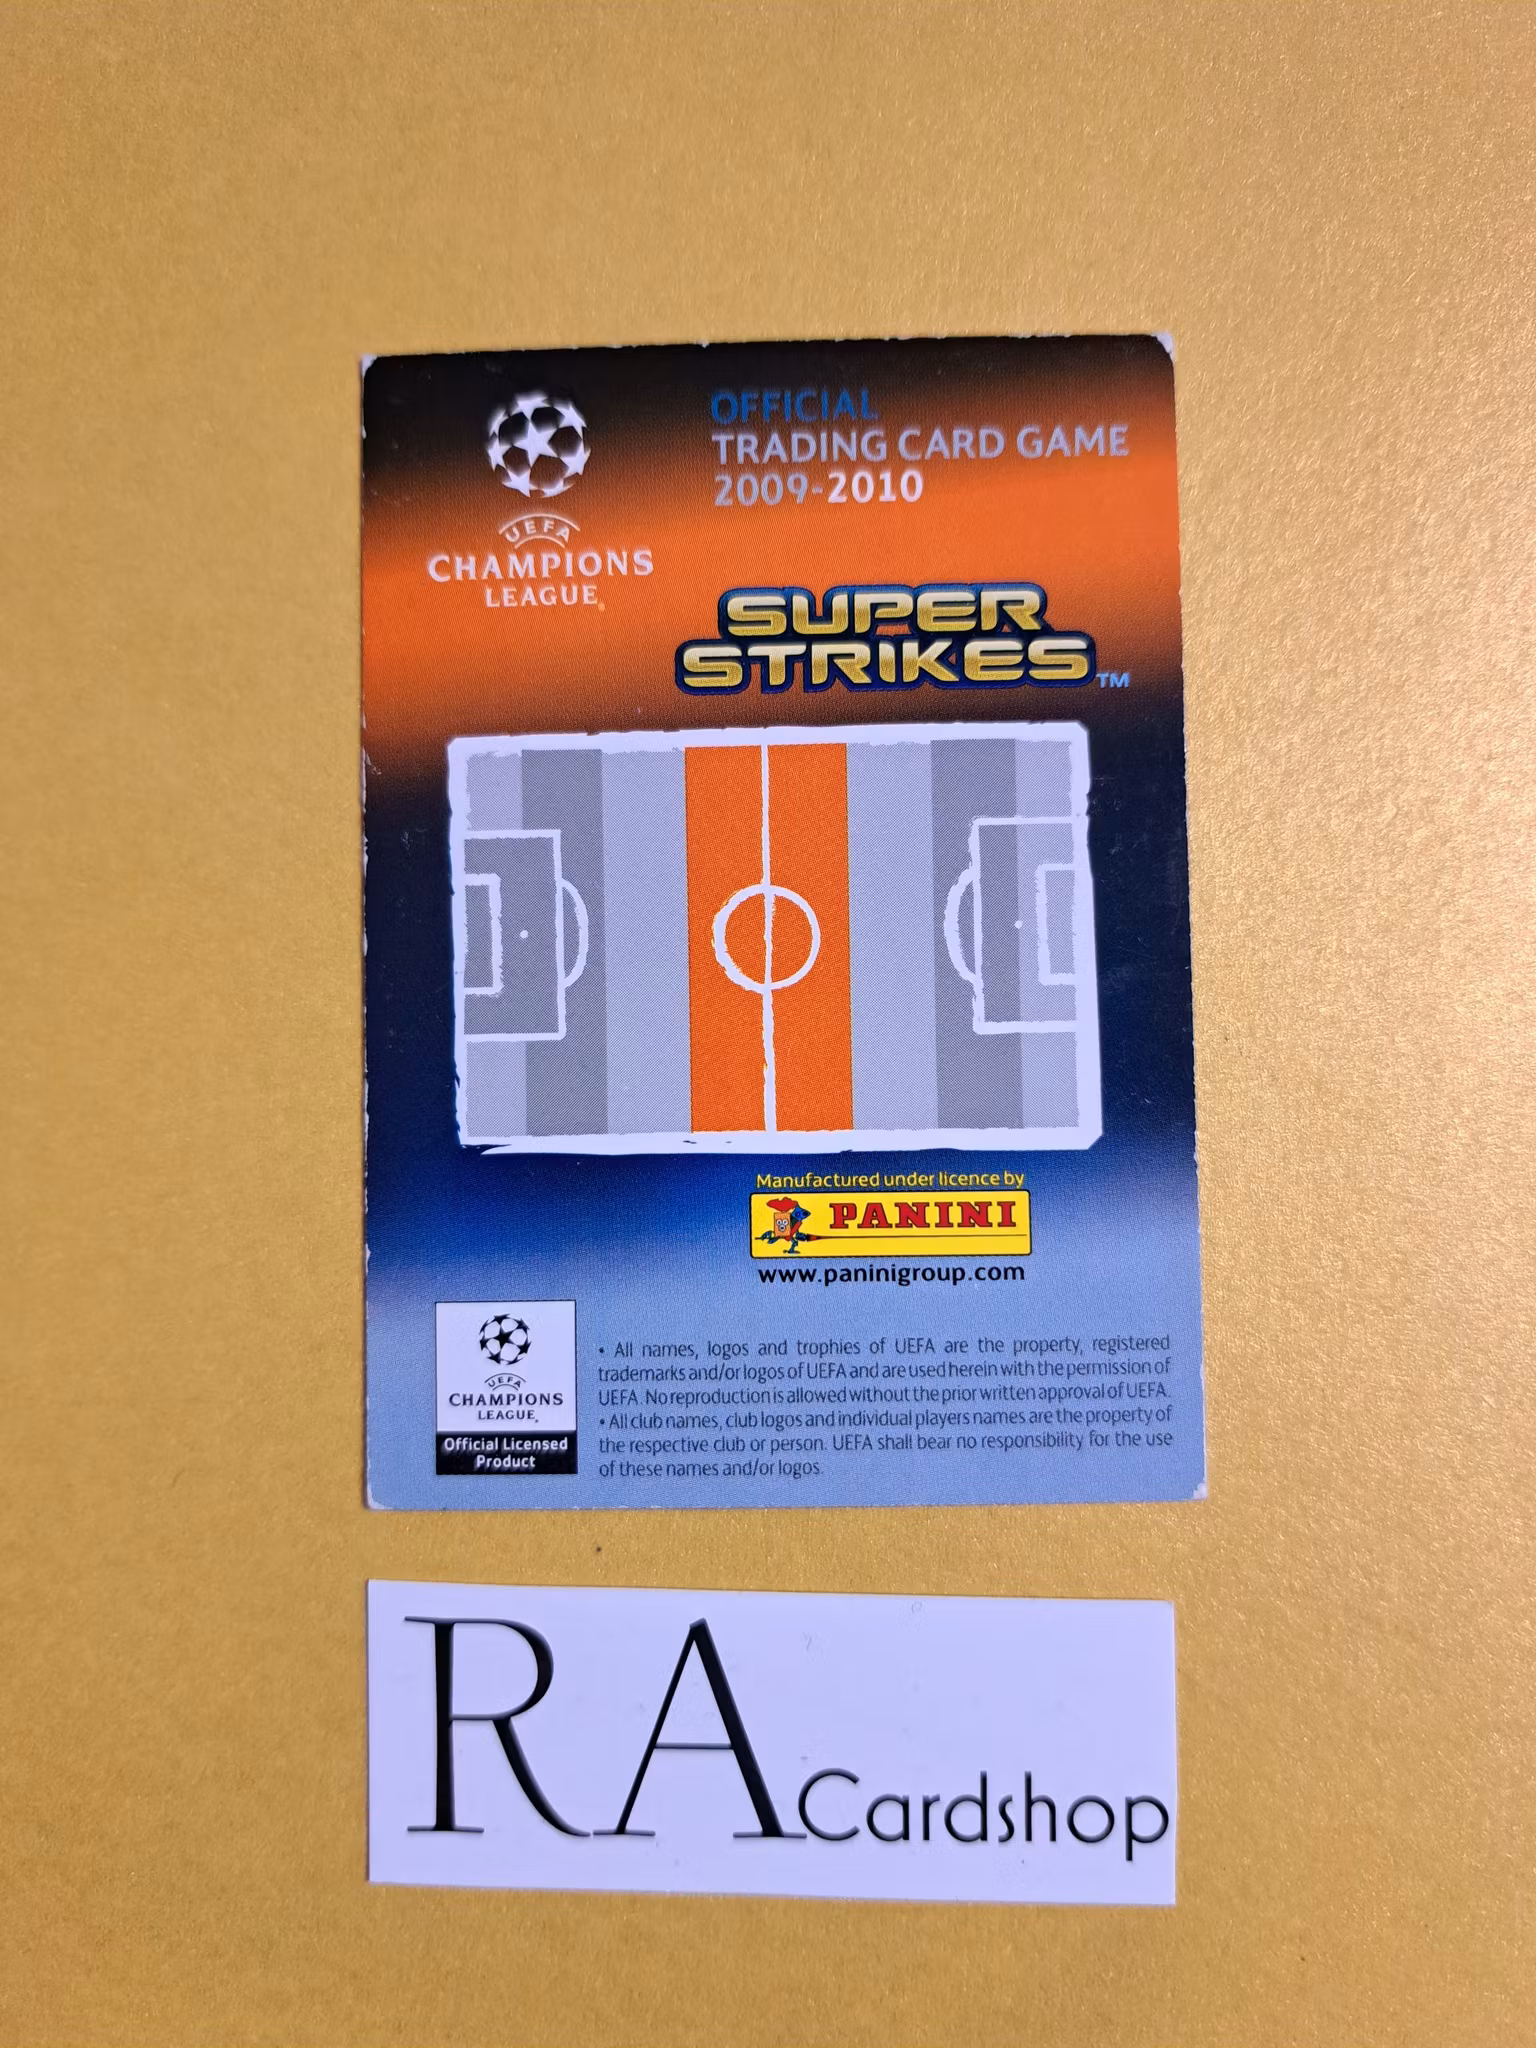 OFFICIAL
TRADING CARD GAME
2009-2010
UEFA
CHAMPIONS
LEAGUE®
SUPER
STRIKES™
Manufactured under licence by
PANINI
www.paninigroup.com
UEFA
CHAMPIONS
LEAGUE®
Official Licensed
Product
• All names, logos and trophies of UEFA are the property, registered
trademarks and/or logos of UEFA and are used herein with the permission of
UEFA. No reproduction is allowed without the prior written approval of UEFA.
• All club names, club logos and individual players names are the property of
the respective club or person. UEFA shall bear no responsibility for the use
of these names and/or logos.
RA Cardshop